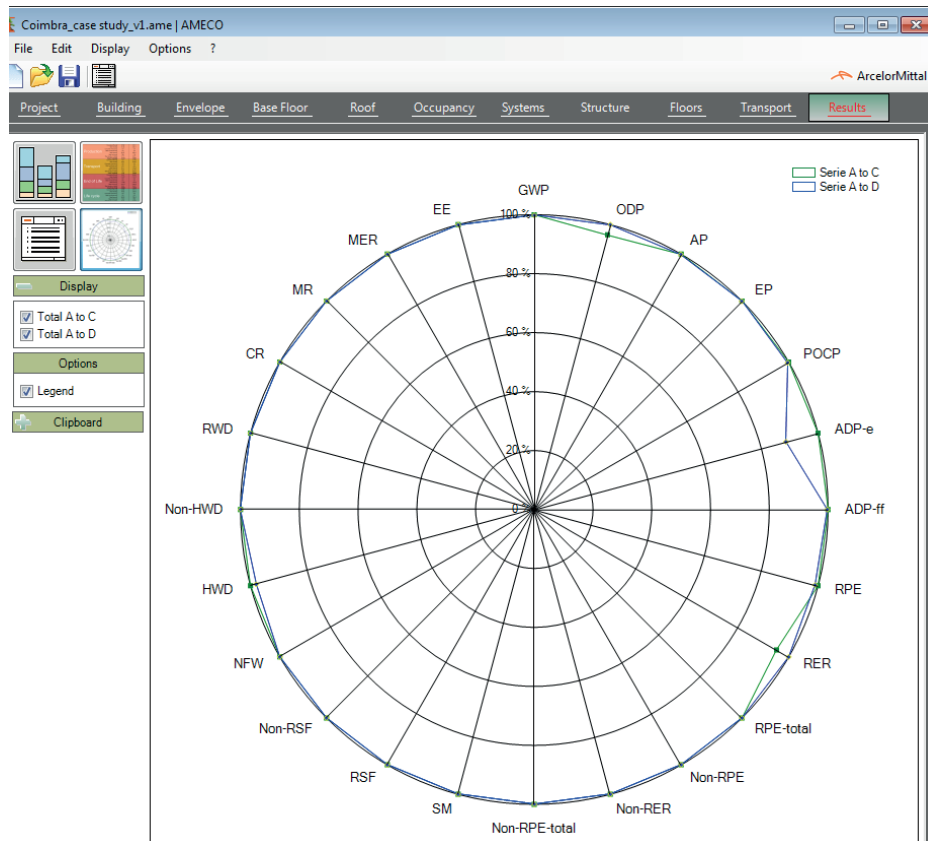 Coimbra_case study_v1.ame | AMECO
File Edit Display Options ?
ArcelorMittal
Project Building Envelope Base Floor Roof Occupancy Systems Structure Floors Transport Results
Serie A to C
Serie A to D
GWP
EE ODP
MER AP
MR EP
CR POCP
RWD ADP-e
Non-HWD ADP-ff
HWD RPE
NFW RER
Non-RSF RPE-total
RSF Non-RPE
SM Non-RER
Non-RPE-total
100 %
80 %
60 %
40 %
20 %
0 %
Display
Total A to C
Total A to D
Options
Legend
Clipboard